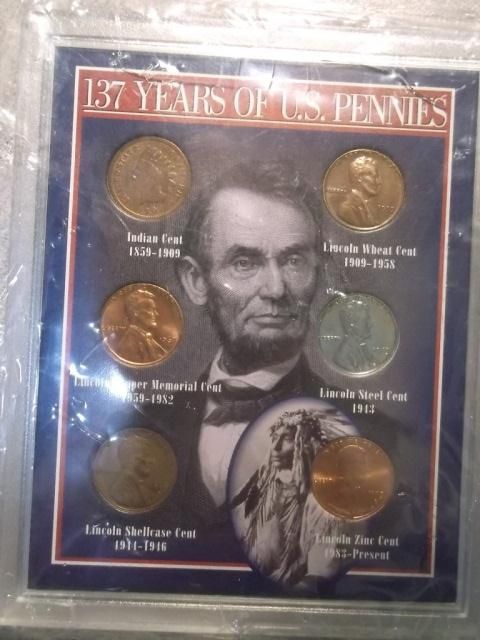 137 YEARS OF U.S. PENNIES
Indian Cent
1859-1909
Lincoln Wheat Cent
1909-1958
Lincoln Memorial Cent
1959-1982
Lincoln Steel Cent
1943
Lincoln Shellcase Cent
1944-1946
Lincoln Zinc Cent
1983-Present